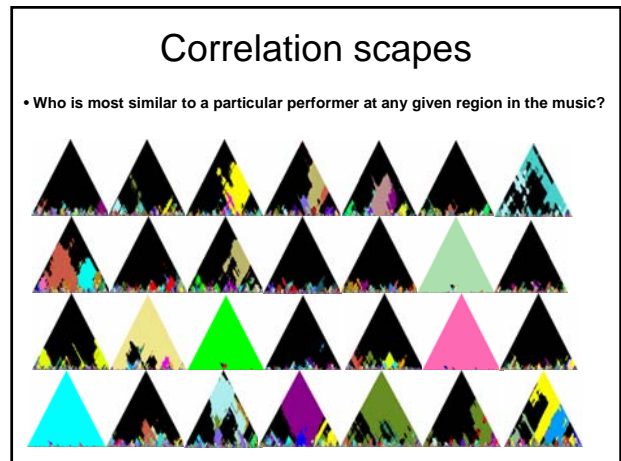 Correlation scapes
• Who is most similar to a particular performer at any given region in the music?